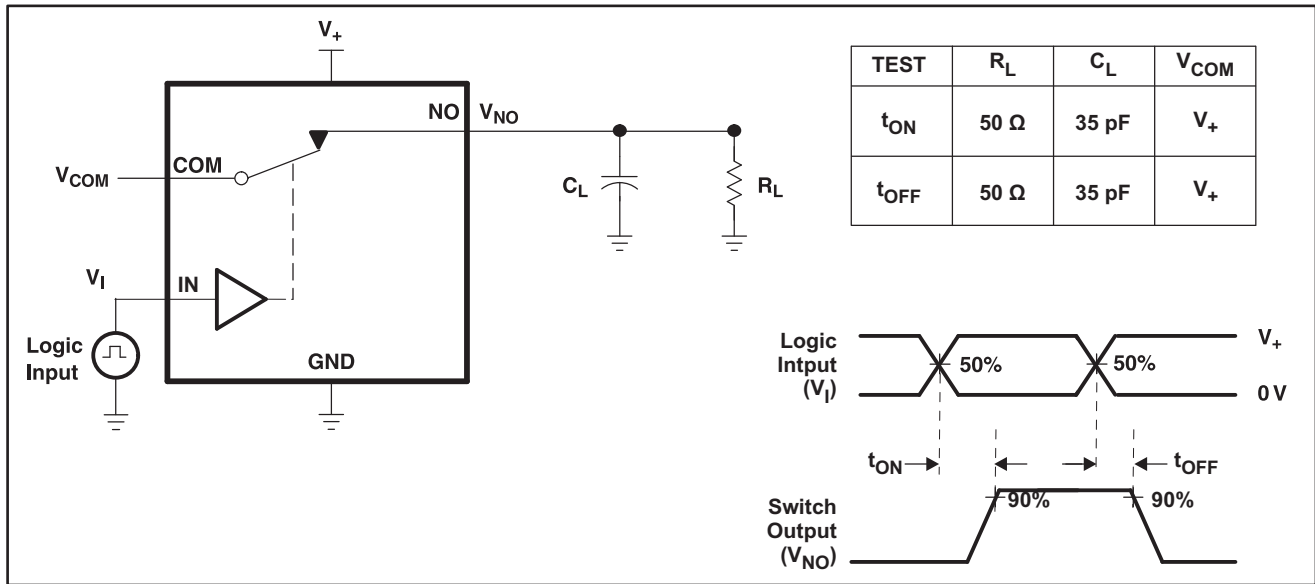 V+
NO VNO
COM
VCOM
CL
RL
VI
IN
Logic
Input
GND
TEST RL CL VCOM
tON 50 Ω 35 pF V+
tOFF 50 Ω 35 pF V+
Logic
Intput
(VI)
50%
50%
V+
0 V
tON
tOFF
90%
90%
Switch
Output
(VNO)